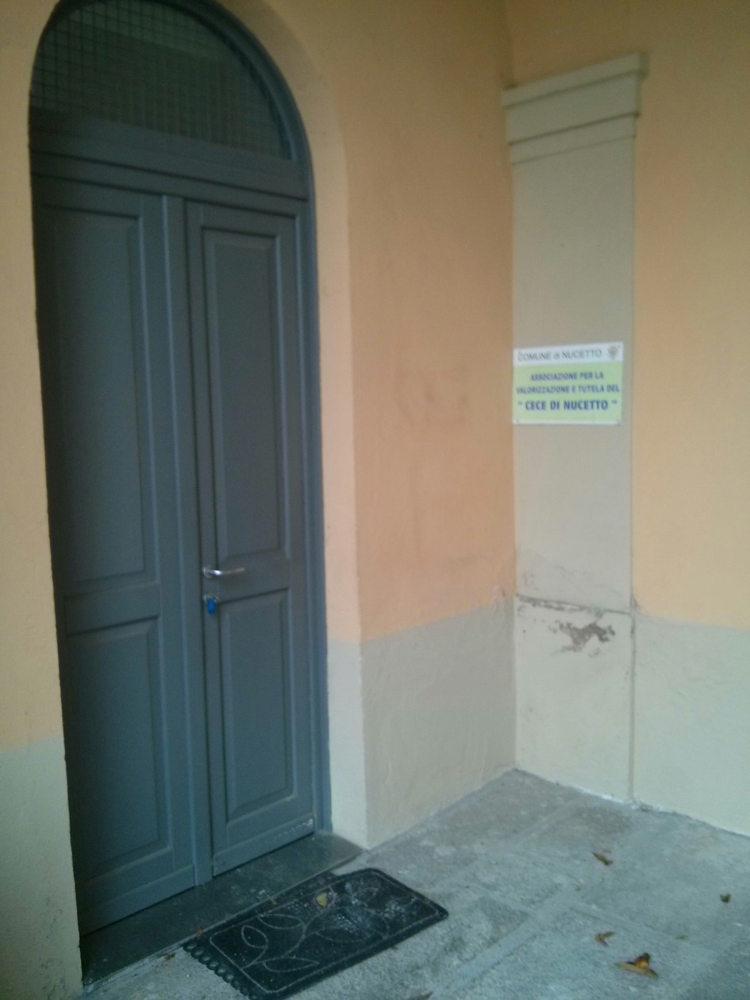 COMUNE di NUCETTO
ASSOCIAZIONE PER LA
VALORIZZAZIONE E TUTELA DEL
" CECE DI NUCETTO "